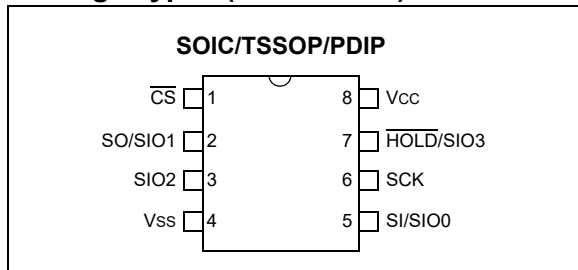 SOIC/TSSOP/PDIP
CS 1 8 Vcc
SO/SIO1 2 7 HOLD/SIO3
SIO2 3 6 SCK
Vss 4 5 SI/SIO0